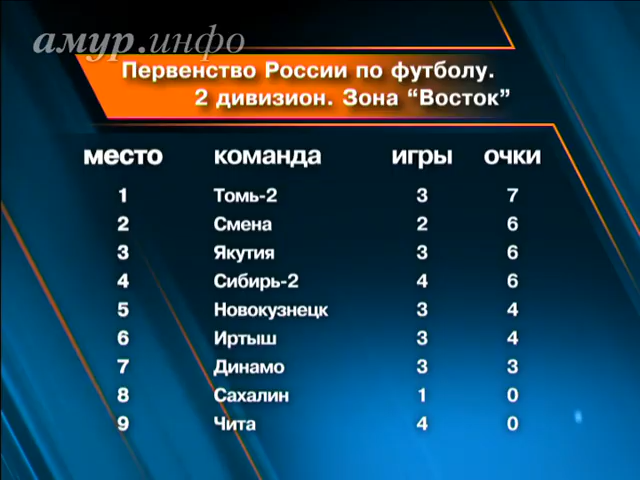 амур.инфо
Первенство России по футболу.
2 дивизион. Зона “Восток”
место команда игры очки
1 Томь-2 3 7
2 Смена 2 6
3 Якутия 3 6
4 Сибирь-2 4 6
5 Новокузнецк 3 4
6 Иртыш 3 4
7 Динамо 3 3
8 Сахалин 1 0
9 Чита 4 0